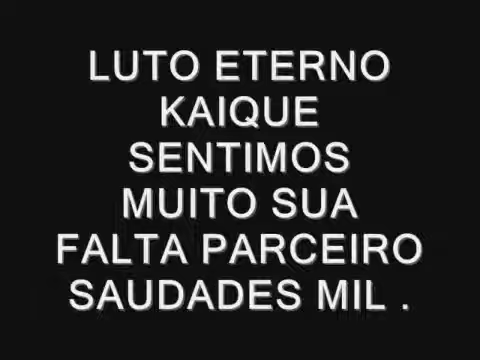 LUTO ETERNO
KAIQUE
SENTIMOS
MUITO SUA
FALTA PARCEIRO
SAUDADES MIL .